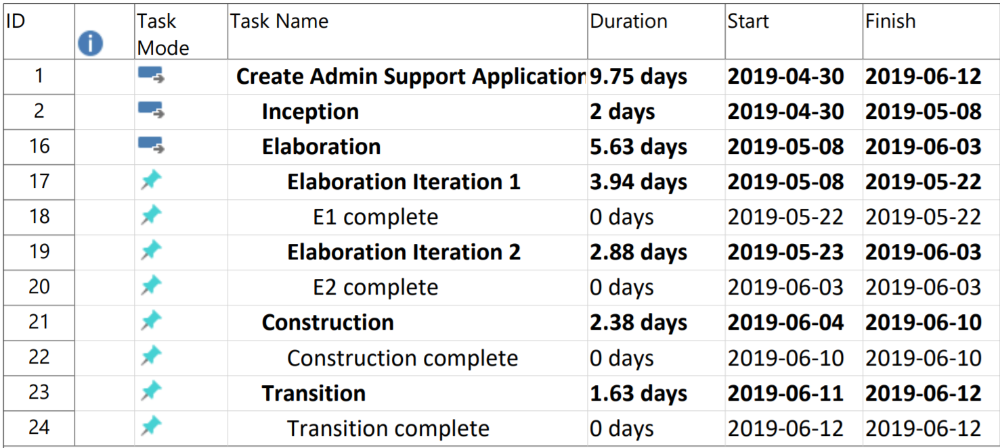 ID Task Mode Task Name Duration Start Finish
1 Create Admin Support Application 9.75 days 2019-04-30 2019-06-12
2 Inception 2 days 2019-04-30 2019-05-08
16 Elaboration 5.63 days 2019-05-08 2019-06-03
17 Elaboration Iteration 1 3.94 days 2019-05-08 2019-05-22
18 E1 complete 0 days 2019-05-22 2019-05-22
19 Elaboration Iteration 2 2.88 days 2019-05-23 2019-06-03
20 E2 complete 0 days 2019-06-03 2019-06-03
21 Construction 2.38 days 2019-06-04 2019-06-10
22 Construction complete 0 days 2019-06-10 2019-06-10
23 Transition 1.63 days 2019-06-11 2019-06-12
24 Transition complete 0 days 2019-06-12 2019-06-12